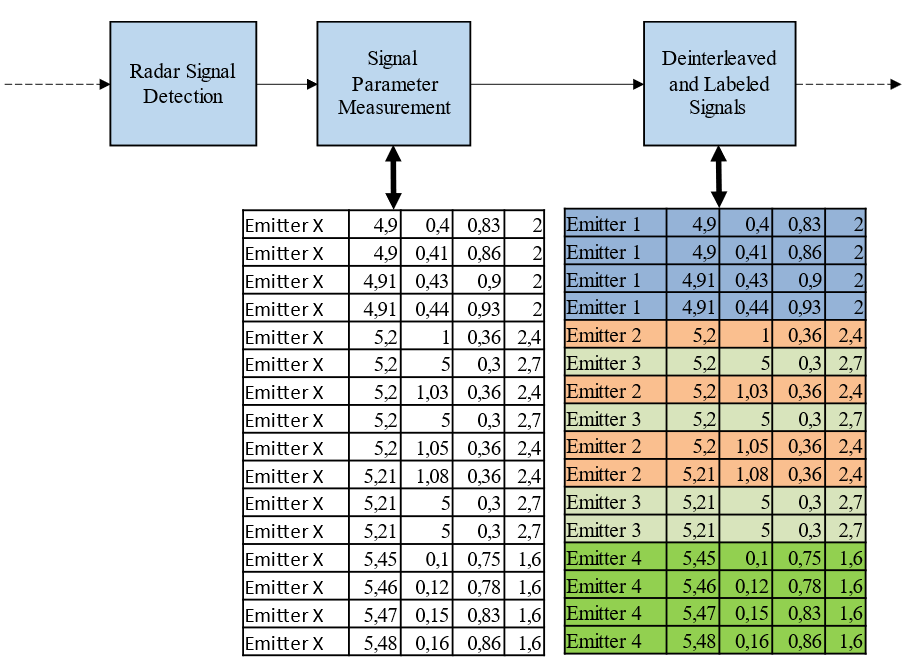 Radar Signal
Detection
Signal
Parameter
Measurement
Deinterleaved
and Labeled
Signals
Emitter X 4,9 0,4 0,83 2
Emitter X 4,9 0,41 0,86 2
Emitter X 4,91 0,43 0,9 2
Emitter X 4,91 0,44 0,93 2
Emitter X 5,2 1 0,36 2,4
Emitter X 5,2 5 0,3 2,7
Emitter X 5,2 1,03 0,36 2,4
Emitter X 5,2 5 0,3 2,7
Emitter X 5,2 1,05 0,36 2,4
Emitter X 5,21 1,08 0,36 2,4
Emitter X 5,21 5 0,3 2,7
Emitter X 5,21 5 0,3 2,7
Emitter X 5,45 0,1 0,75 1,6
Emitter X 5,46 0,12 0,78 1,6
Emitter X 5,47 0,15 0,83 1,6
Emitter X 5,48 0,16 0,86 1,6
Emitter 1 4,9 0,4 0,83 2
Emitter 1 4,9 0,41 0,86 2
Emitter 1 4,91 0,43 0,9 2
Emitter 1 4,91 0,44 0,93 2
Emitter 2 5,2 1 0,36 2,4
Emitter 3 5,2 5 0,3 2,7
Emitter 2 5,2 1,03 0,36 2,4
Emitter 3 5,2 5 0,3 2,7
Emitter 2 5,2 1,05 0,36 2,4
Emitter 2 5,21 1,08 0,36 2,4
Emitter 3 5,21 5 0,3 2,7
Emitter 3 5,21 5 0,3 2,7
Emitter 4 5,45 0,1 0,75 1,6
Emitter 4 5,46 0,12 0,78 1,6
Emitter 4 5,47 0,15 0,83 1,6
Emitter 4 5,48 0,16 0,86 1,6